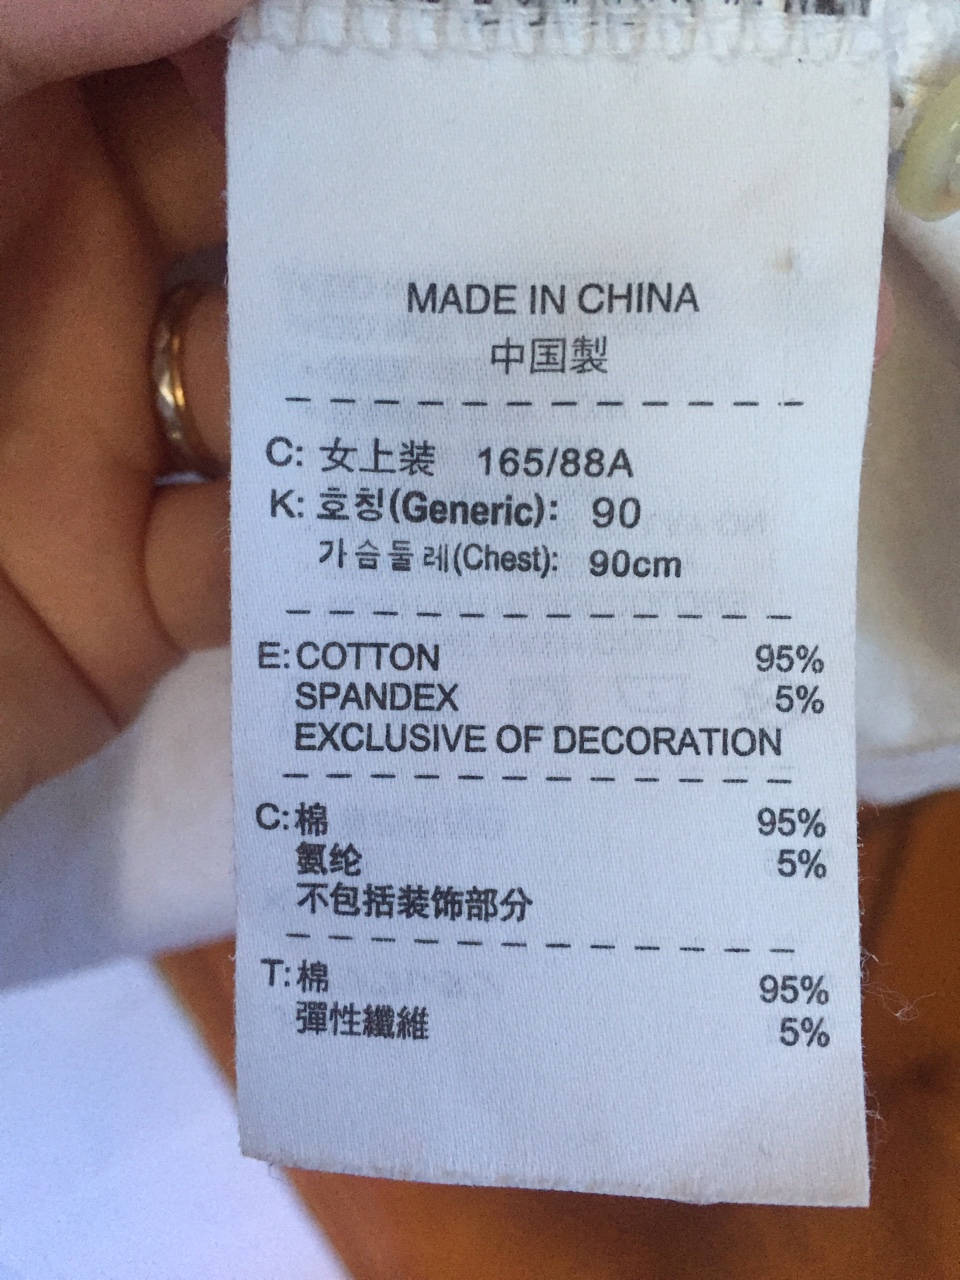 MADE IN CHINA
中国製
C: 女上装 165/88A
K: 호칭(Generic): 90
가슴둘레(Chest): 90cm
E: COTTON 95%
SPANDEX 5%
EXCLUSIVE OF DECORATION
C: 棉 95%
氨纶 5%
不包括装饰部分
T: 棉 95%
彈性纖維 5%